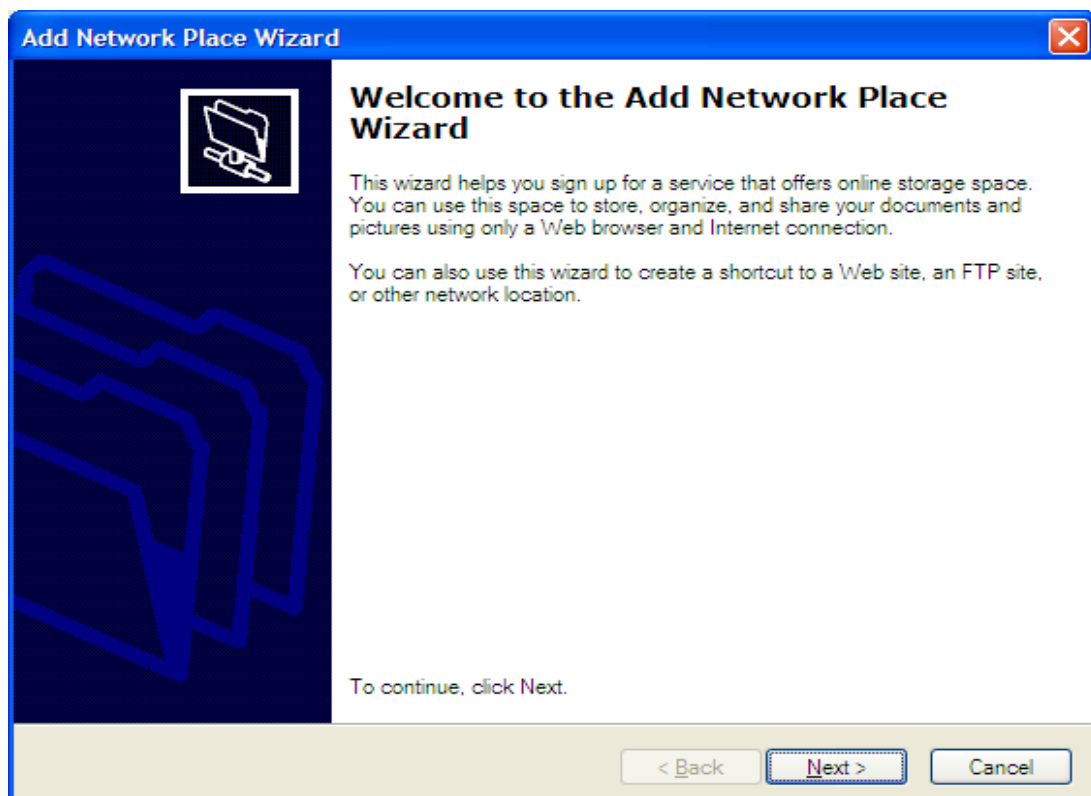 Add Network Place Wizard
Welcome to the Add Network Place
Wizard
This wizard helps you sign up for a service that offers online storage space.
You can use this space to store, organize, and share your documents and
pictures using only a Web browser and Internet connection.
You can also use this wizard to create a shortcut to a Web site, an FTP site,
or other network location.
To continue, click Next.
< Back Next > Cancel